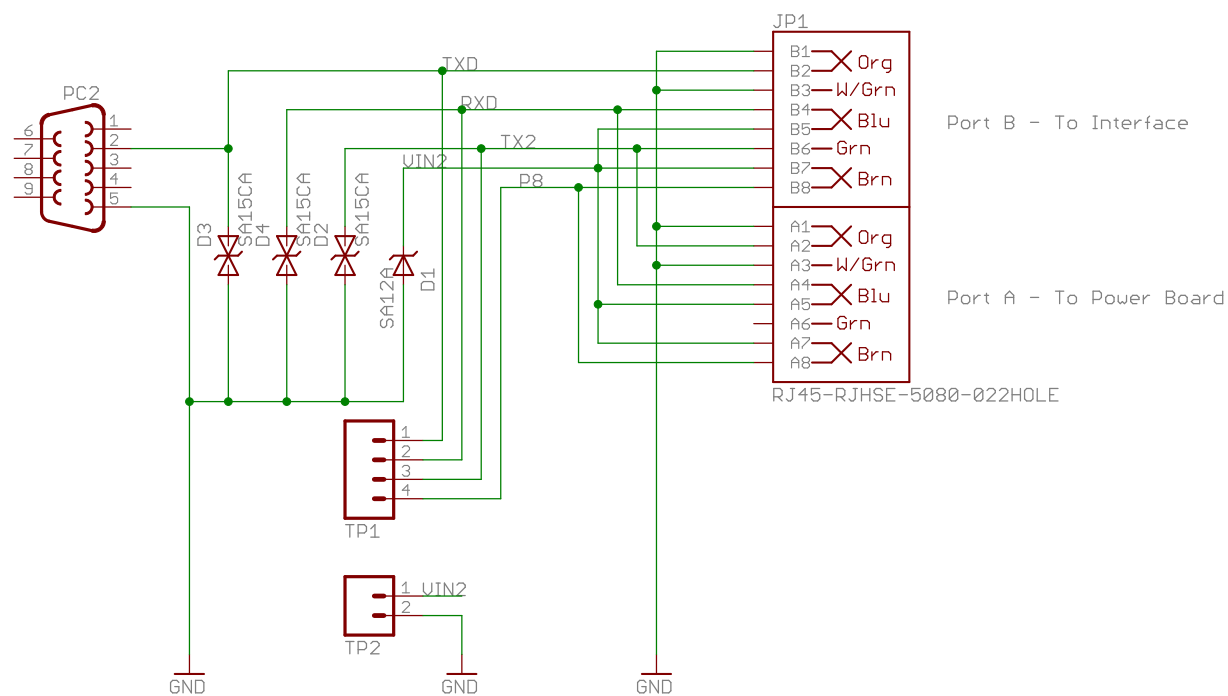 JP1
PC2
1
2
3
4
5
6
7
8
9
TXD
RXD
TX2
VIN2
P8
B1
B2
B3
B4
B5
B6
B7
B8
Org
W/Grn
Blu
Grn
Brn
Port B - To Interface
A1
A2
A3
A4
A5
A6
A7
A8
Org
W/Grn
Blu
Grn
Brn
Port A - To Power Board
RJ45-RJHSE-5080-022HOLE
D3
SA15CA
D4
SA15CA
D2
SA15CA
SA12A
D1
1
2
3
4
TP1
1 VIN2
2
TP2
GND
GND
GND